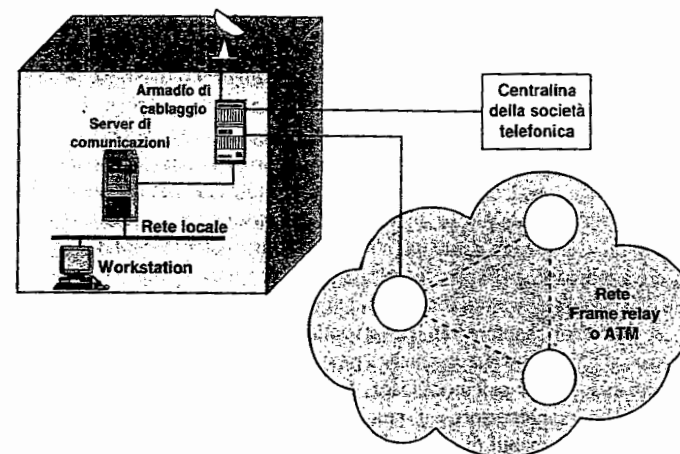 Armadio di
cablaggio
Server di
comunicazioni
Rete locale
Workstation
Centralina
della società
telefonica
Rete
Frame relay
o ATM